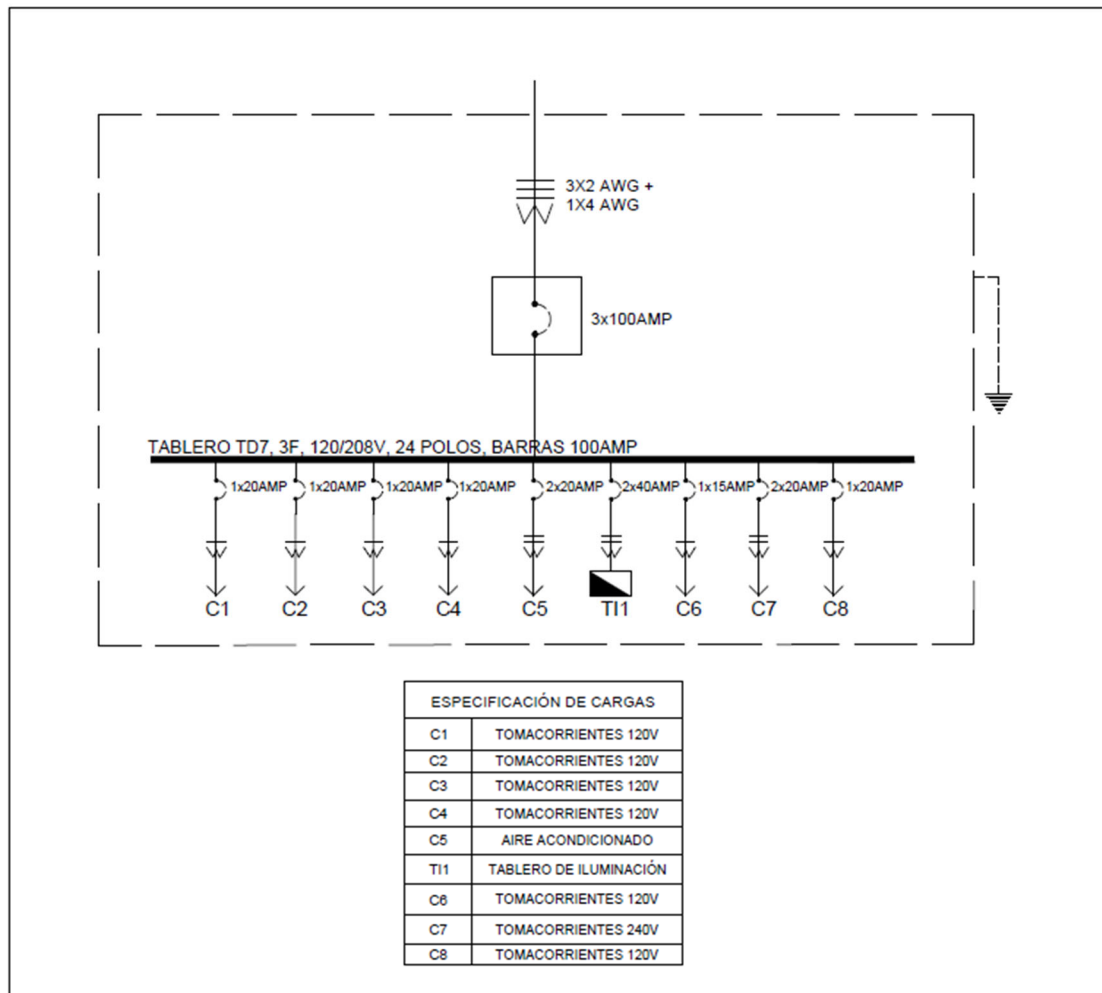 3X2 AWG +
1X4 AWG
3x100AMP
TABLERO TD7, 3F, 120/208V, 24 POLOS, BARRAS 100AMP
1x20AMP 1x20AMP 1x20AMP 1x20AMP 2x20AMP 2x40AMP 1x15AMP 2x20AMP 1x20AMP
C1 C2 C3 C4 C5 TI1 C6 C7 C8
ESPECIFICACIÓN DE CARGAS
C1 TOMACORRIENTES 120V
C2 TOMACORRIENTES 120V
C3 TOMACORRIENTES 120V
C4 TOMACORRIENTES 120V
C5 AIRE ACONDICIONADO
TI1 TABLERO DE ILUMINACIÓN
C6 TOMACORRIENTES 120V
C7 TOMACORRIENTES 240V
C8 TOMACORRIENTES 120V